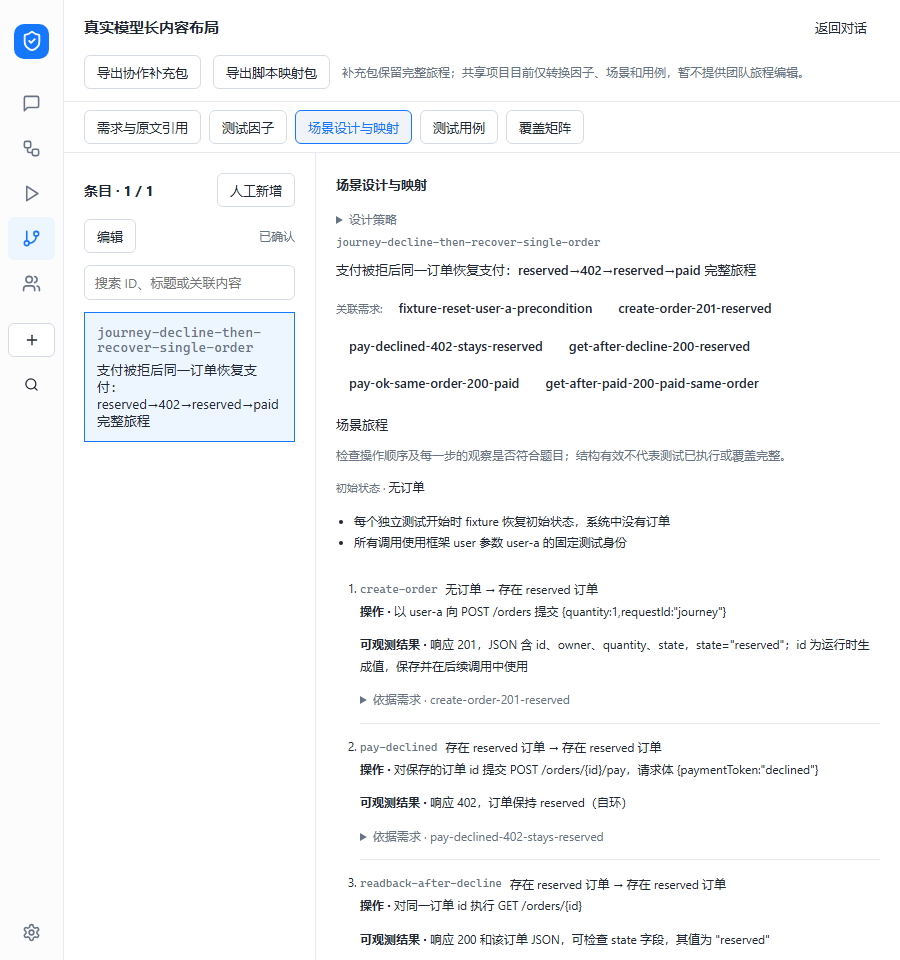 真实模型长内容布局
返回对话
导出协作补充包
导出脚本映射包
补充包保留完整旅程；共享项目目前仅转换因子、场景和用例，暂不提供团队旅程编辑。
需求与原文引用
测试因子
场景设计与映射
测试用例
覆盖矩阵
条目 · 1 / 1
人工新增
编辑
已确认
搜索 ID、标题或关联内容
journey-decline-then-
recover-single-order
支付被拒后同一订单恢复支
付：
reserved→402→reserved→paid
完整旅程
场景设计与映射
设计策略
journey-decline-then-recover-single-order
支付被拒后同一订单恢复支付：reserved→402→reserved→paid 完整旅程
关联需求: fixture-reset-user-a-precondition create-order-201-reserved
pay-declined-402-stays-reserved get-after-decline-200-reserved
pay-ok-same-order-200-paid get-after-paid-200-paid-same-order
场景旅程
检查操作顺序及每一步的观察是否符合题目；结构有效不代表测试已执行或覆盖完整。
初始状态 · 无订单
• 每个独立测试开始时 fixture 恢复初始状态，系统中没有订单
• 所有调用使用框架 user 参数 user-a 的固定测试身份
1. create-order 无订单 → 存在 reserved 订单
操作 · 以 user-a 向 POST /orders 提交 {quantity:1,requestId:"journey"}
可观测结果 · 响应 201，JSON 含 id、owner、quantity、state，state="reserved"；id 为运行时生
成值，保存并在后续调用中使用
依据需求 · create-order-201-reserved
2. pay-declined 存在 reserved 订单 → 存在 reserved 订单
操作 · 对保存的订单 id 提交 POST /orders/{id}/pay，请求体 {paymentToken:"declined"}
可观测结果 · 响应 402，订单保持 reserved（自环）
依据需求 · pay-declined-402-stays-reserved
3. readback-after-decline 存在 reserved 订单 → 存在 reserved 订单
操作 · 对同一订单 id 执行 GET /orders/{id}
可观测结果 · 响应 200 和该订单 JSON，可检查 state 字段，其值为 "reserved"